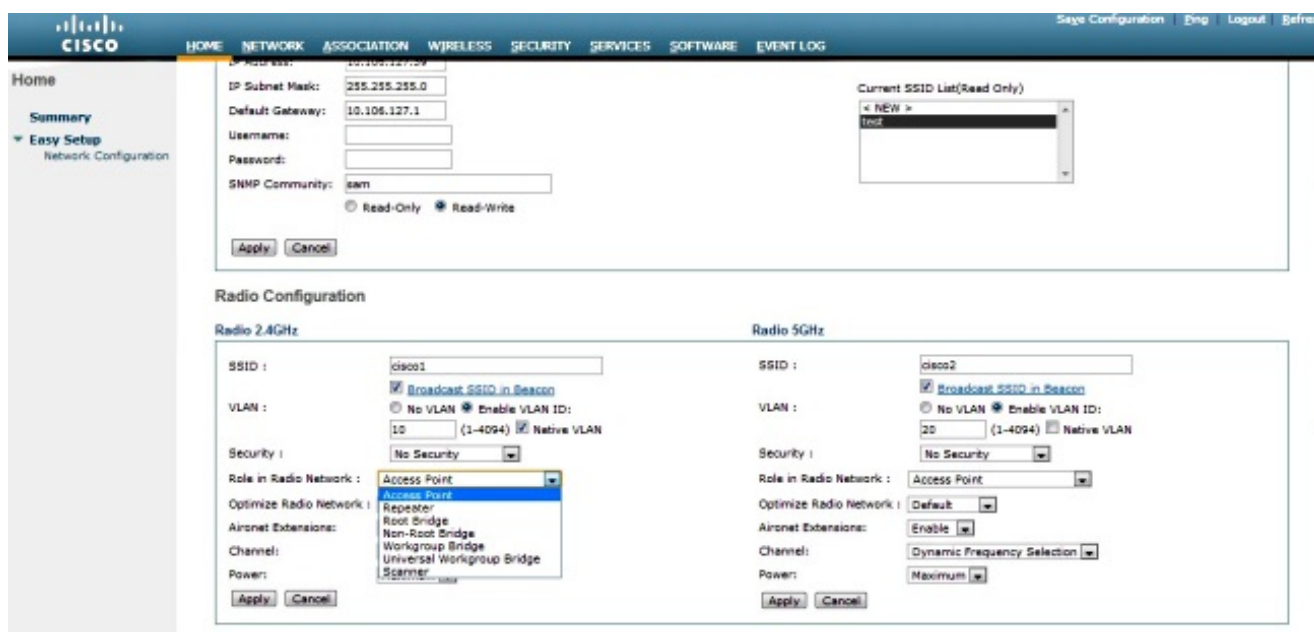 Save Configuration Ping Logout Refre
CISCO
HOME NETWORK ASSOCIATION WIRELESS SECURITY SERVICES SOFTWARE EVENT LOG
Home
Summary
Easy Setup
Network Configuration
IP Address: 10.106.127.39
IP Subnet Mask: 255.255.255.0
Default Gateway: 10.106.127.1
Username:
Password:
SNMP Community: sam
Read-Only Read-Write
Apply Cancel
Current SSID List(Read Only)
< NEW >
test
Radio Configuration
Radio 2.4GHz
SSID : cisco1
Broadcast SSID in Beacon
VLAN : No VLAN Enable VLAN ID:
10 (1-4094) Native VLAN
Security : No Security
Role in Radio Network : Access Point
Access Point
Repeater
Root Bridge
Non-Root Bridge
Workgroup Bridge
Universal Workgroup Bridge
Scanner
Optimize Radio Network :
Aironet Extensions:
Channel:
Power:
Apply Cancel
Radio 5GHz
SSID : cisco2
Broadcast SSID in Beacon
VLAN : No VLAN Enable VLAN ID:
20 (1-4094) Native VLAN
Security : No Security
Role in Radio Network : Access Point
Optimize Radio Network : Default
Aironet Extensions: Enable
Channel: Dynamic Frequency Selection
Power: Maximum
Apply Cancel